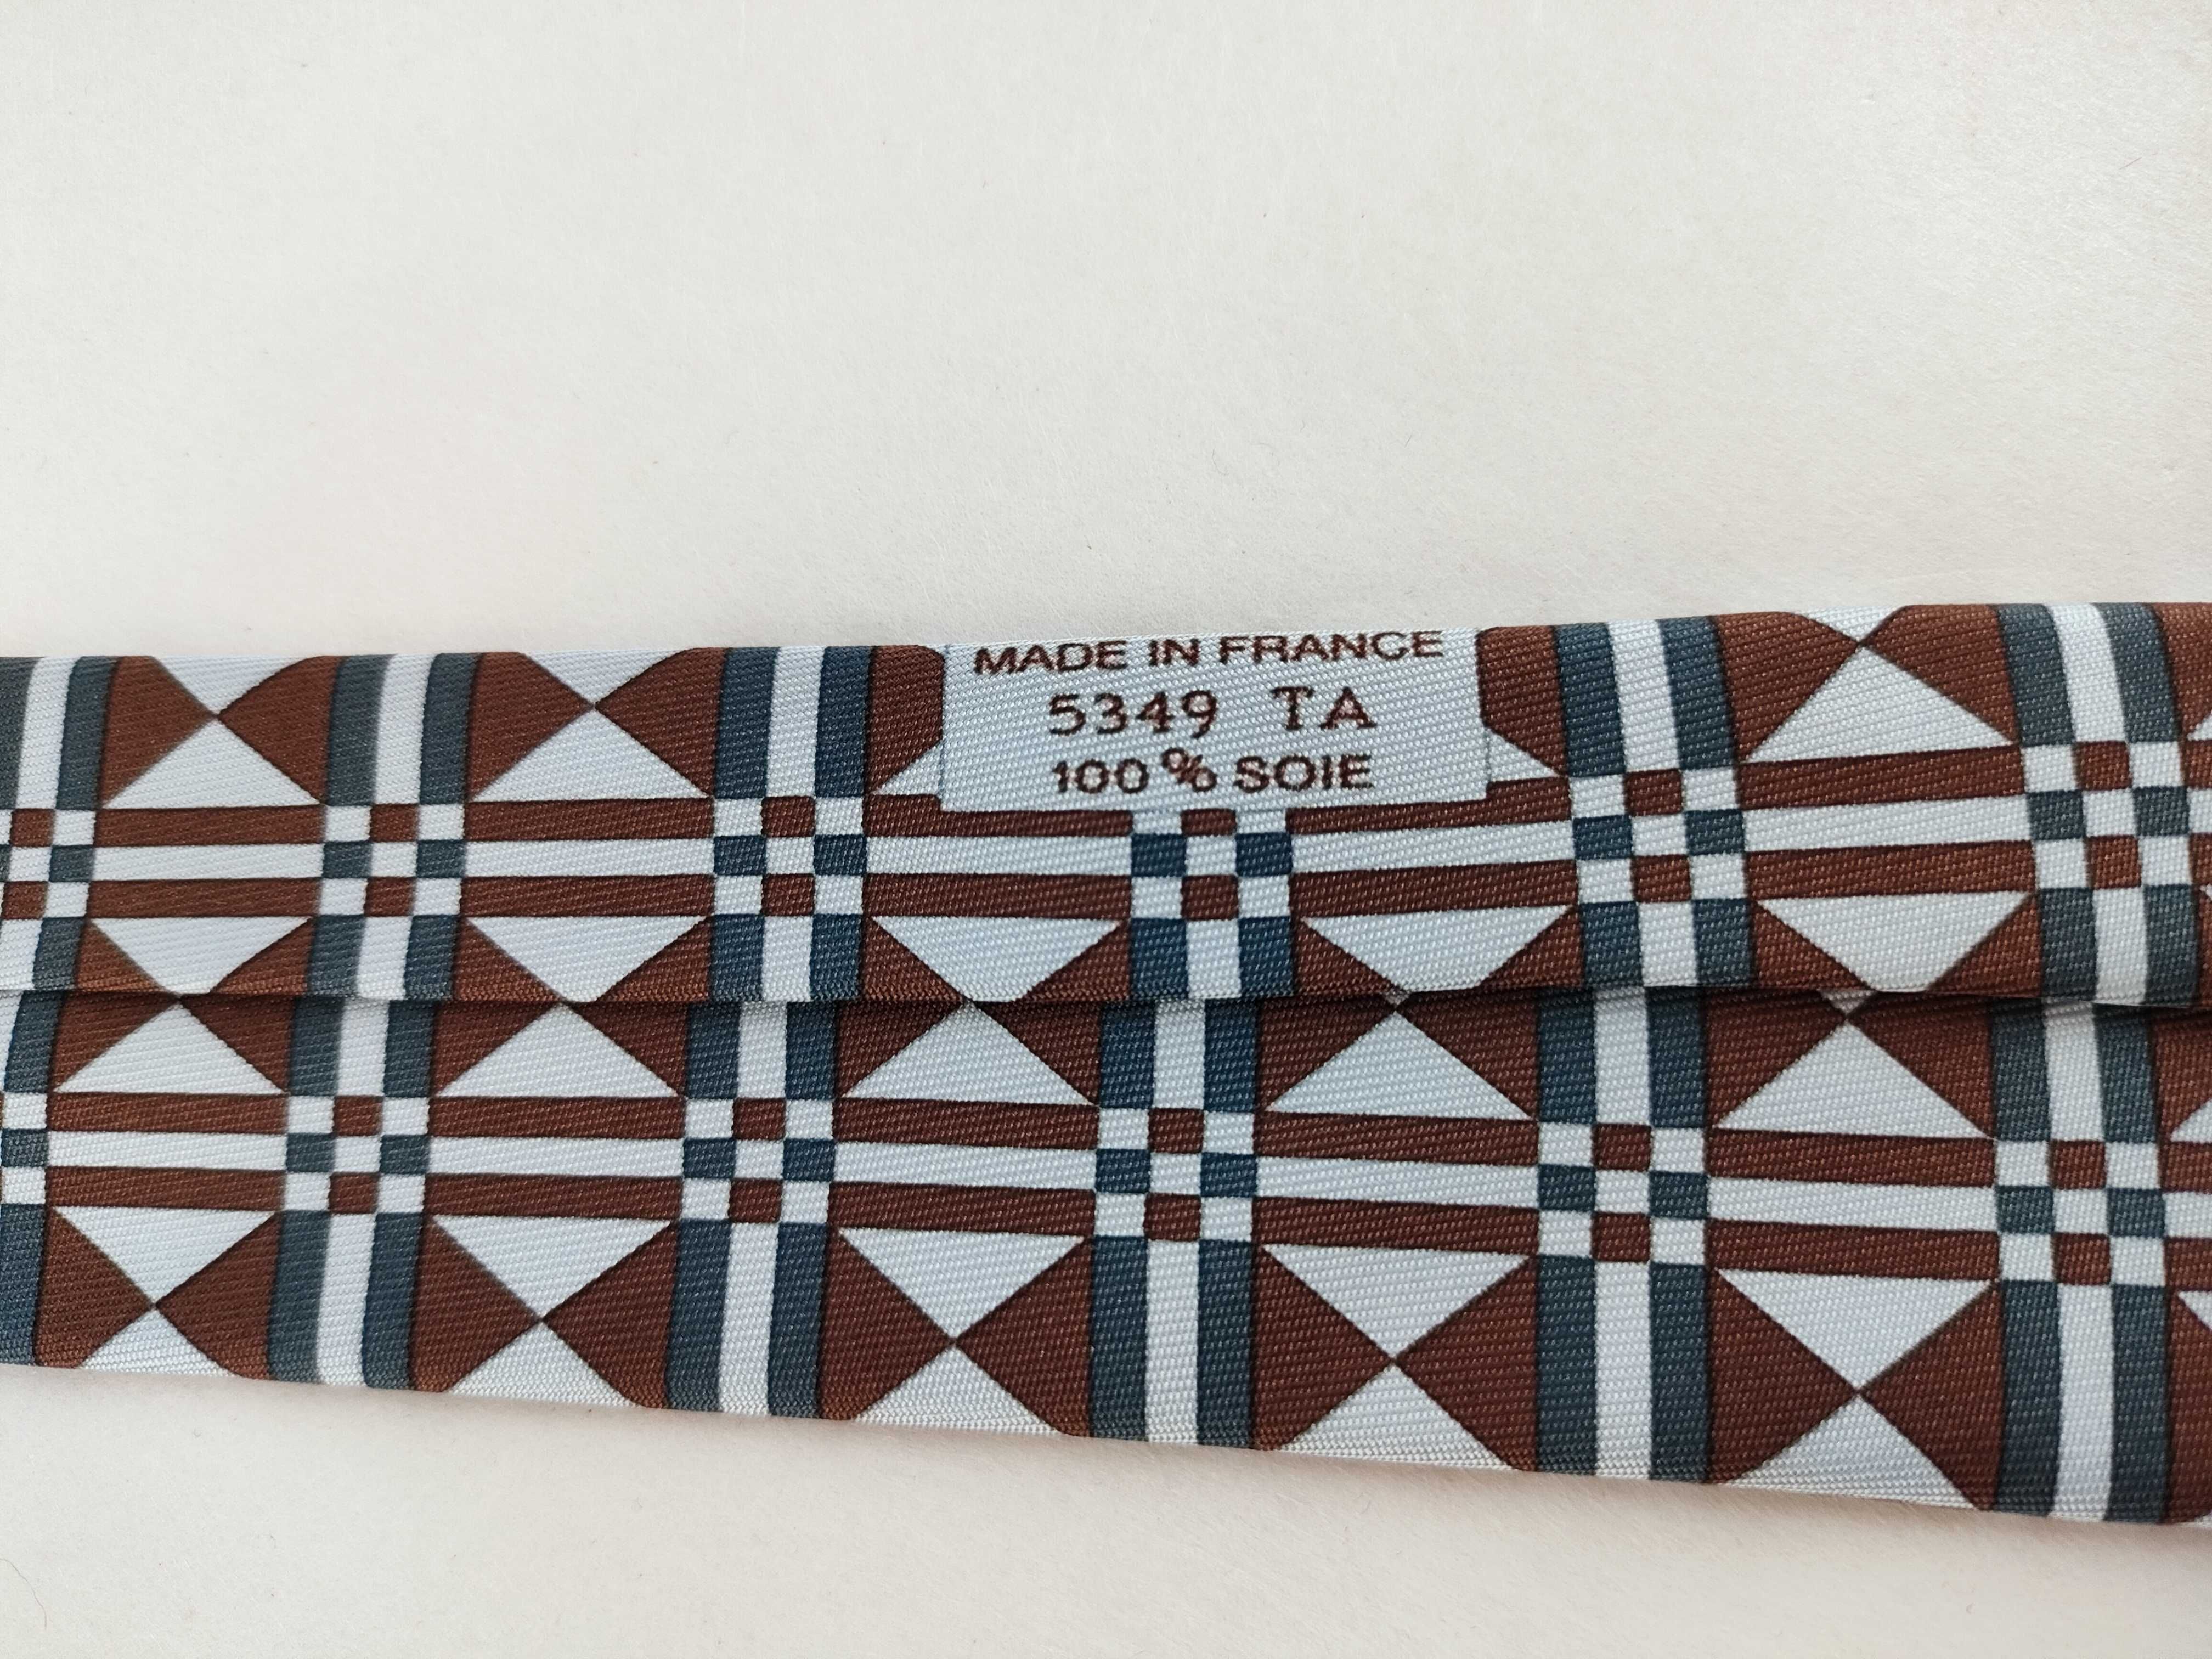 MADE IN FRANCE
5349 TA
100% SOIE